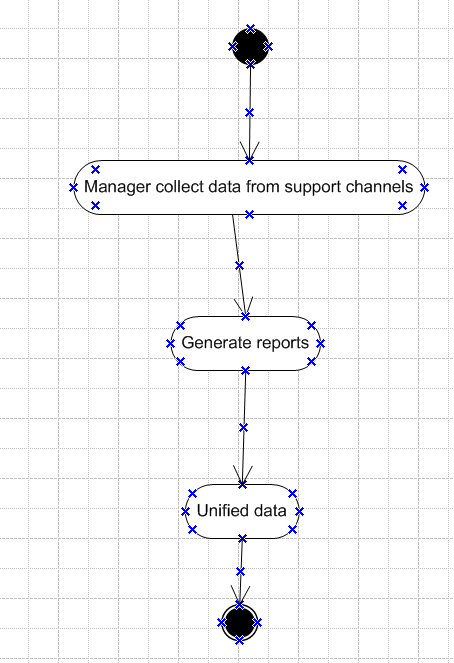 Manager collect data from support channels
Generate reports
Unified data